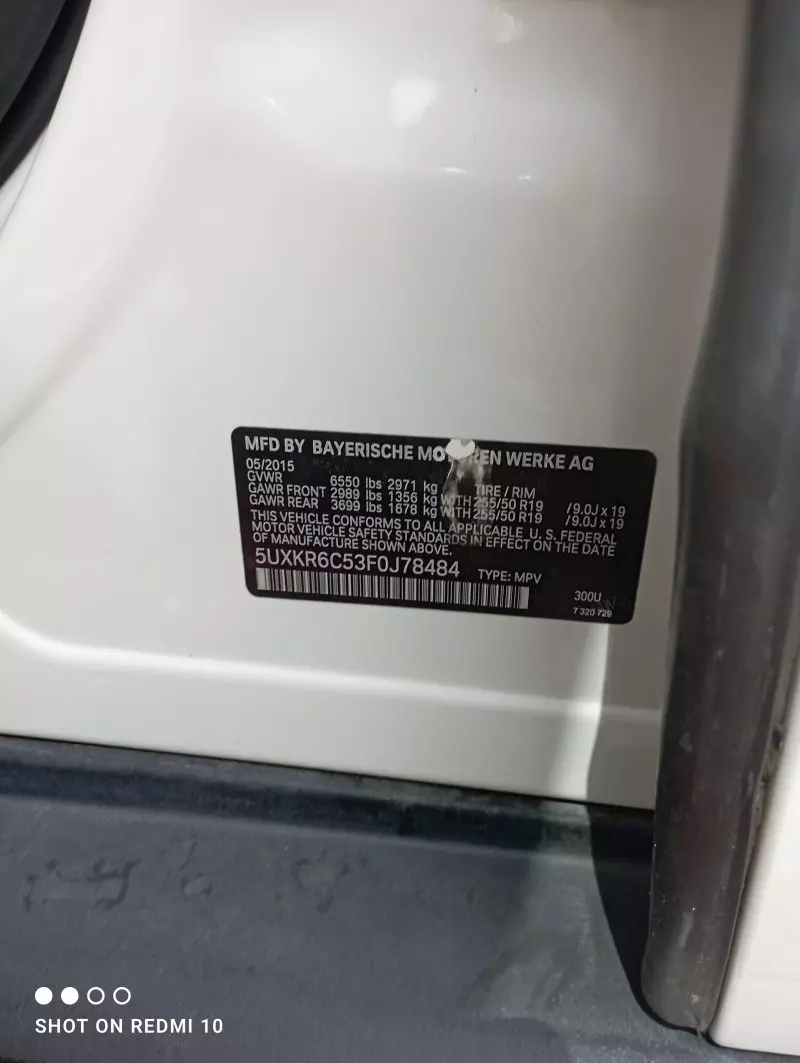 MFD BY BAYERISCHE MOTOREN WERKE AG
05/2015
GVWR 6550 lbs 2971 kg TIRE / RIM
GAWR FRONT 2989 lbs 1356 kg WITH 255/50 R19 /9.0J x 19
GAWR REAR 3699 lbs 1678 kg WITH 255/50 R19 /9.0J x 19
THIS VEHICLE CONFORMS TO ALL APPLICABLE U. S. FEDERAL
MOTOR VEHICLE SAFETY STANDARDS IN EFFECT ON THE DATE
OF MANUFACTURE SHOWN ABOVE.
5UXKR6C53F0J78484 TYPE: MPV
300U
7 320 729
SHOT ON REDMI 10